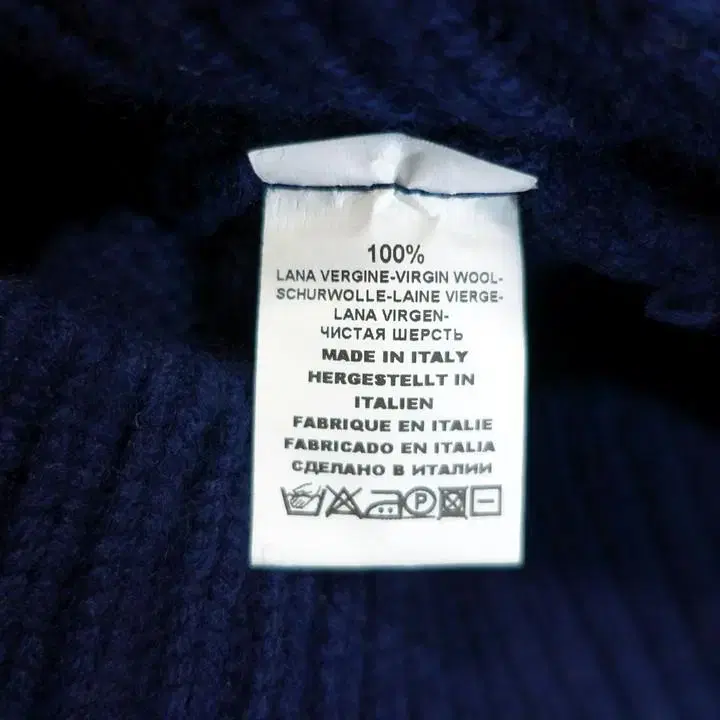 100%
LANA VERGINE-VIRGIN WOOL-
SCHURWOLLE-LAINE VIERGE-
LANA VIRGEN-
ЧИСТАЯ ШЕРСТЬ
MADE IN ITALY
HERGESTELLT IN
ITALIEN
FABRIQUE EN ITALIE
FABRICADO EN ITALIA
СДЕЛАНО В ИТАЛИИ
P